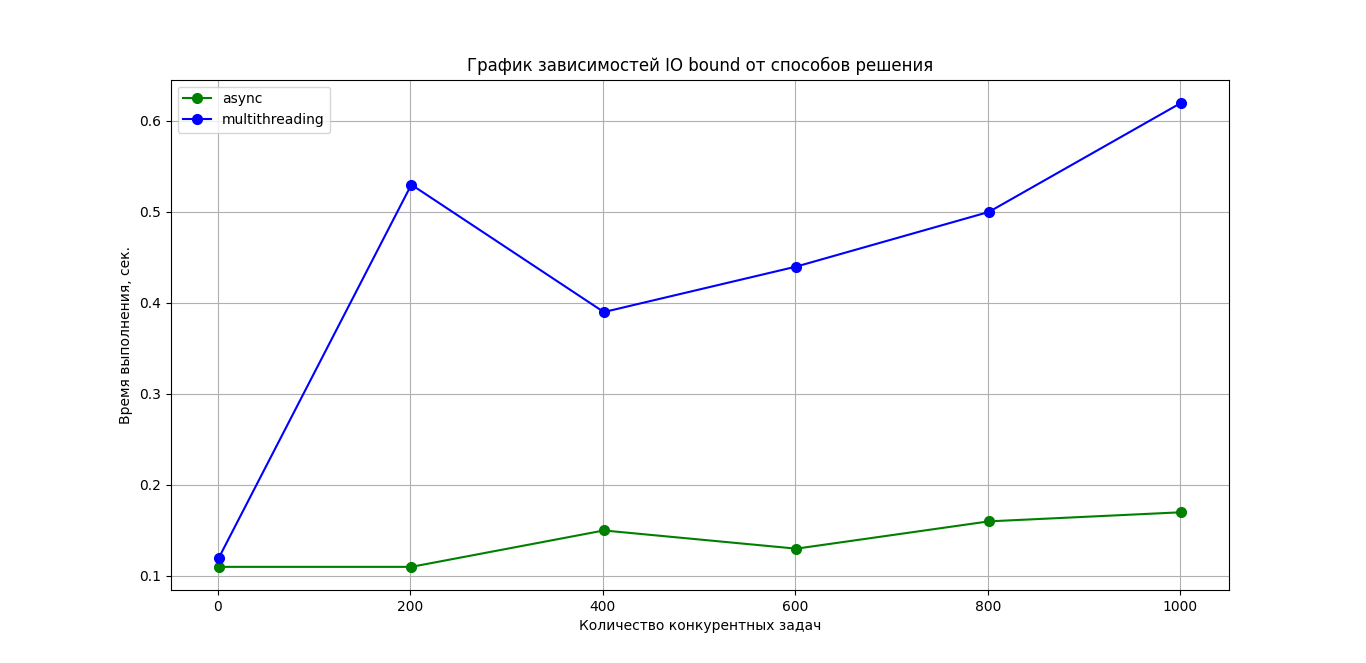 График зависимостей IO bound от способов решения
async
multithreading
0.6
0.5
0.4
0.3
0.2
0.1
Время выполнения, сек.
0 200 400 600 800 1000
Количество конкурентных задач